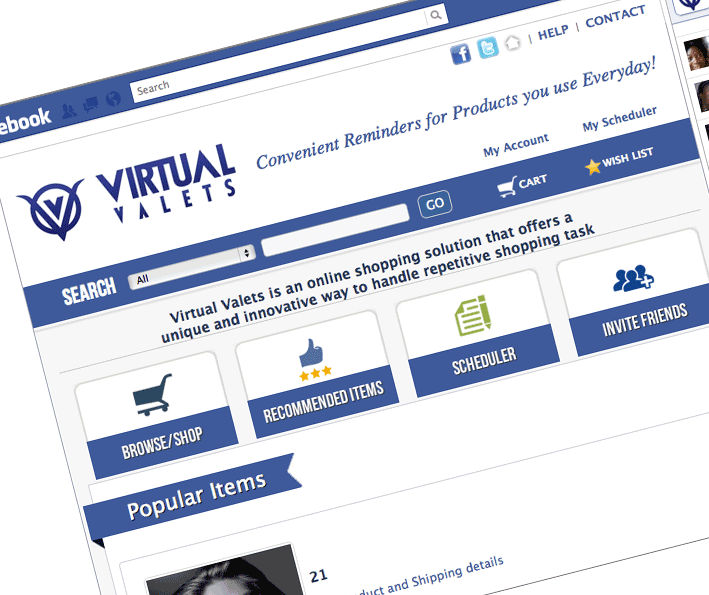 ebook
Search
HELP | CONTACT
VIRTUAL
VALETS
Convenient Reminders for Products you use Everyday!
My Account
My Scheduler
SEARCH
All
GO
CART
WISH LIST
Virtual Valets is an online shopping solution that offers a
unique and innovative way to handle repetitive shopping task
BROWSE/SHOP
RECOMMENDED ITEMS
SCHEDULER
INVITE FRIENDS
Popular Items
21
duct and Shipping details